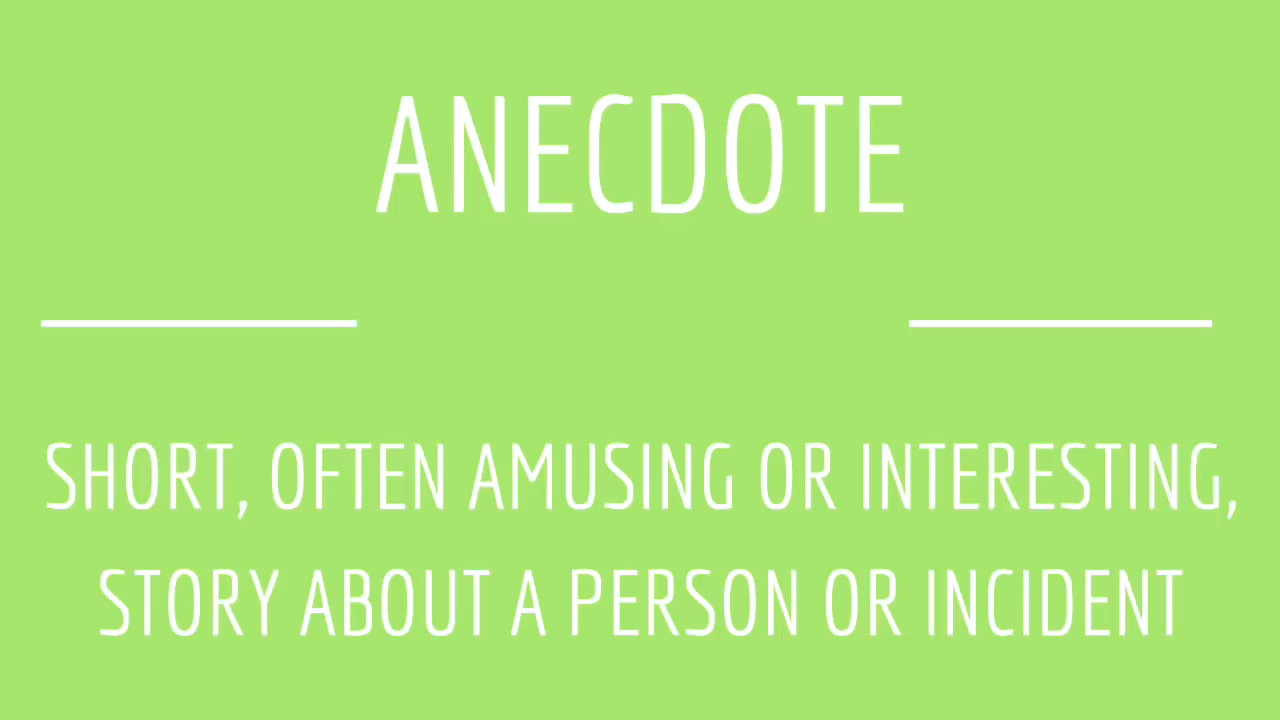 ANECDOTE
SHORT, OFTEN AMUSING OR INTERESTING,
STORY ABOUT A PERSON OR INCIDENT